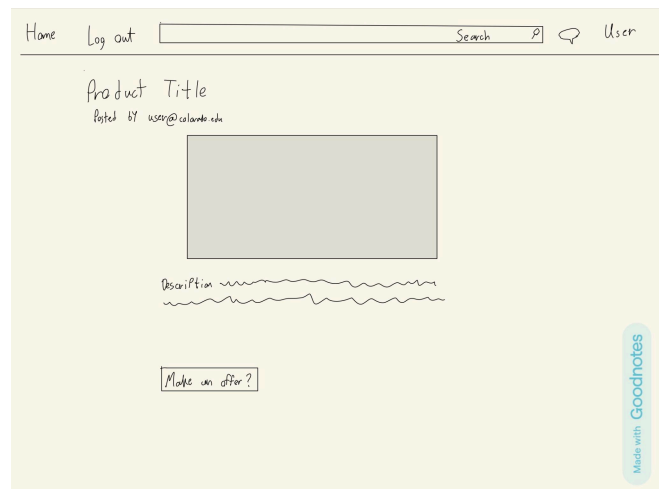 Home Log out Search User
Product Title
Posted by user@colorado.edu
Description
Make an offer?
Made with Goodnotes